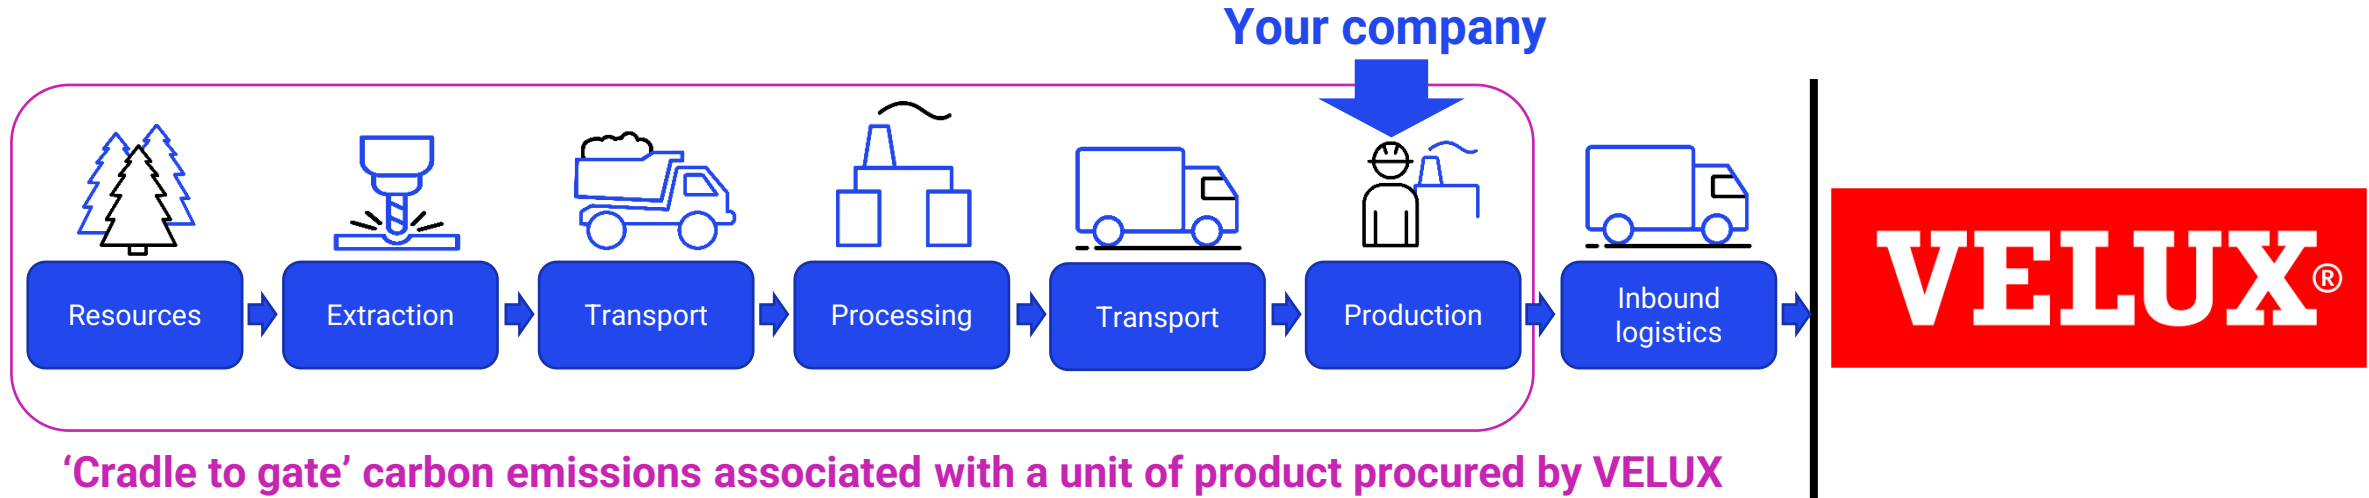 Your company
Resources
Extraction
Transport
Processing
Transport
Production
Inbound
logistics
VELUX®
‘Cradle to gate’ carbon emissions associated with a unit of product procured by VELUX